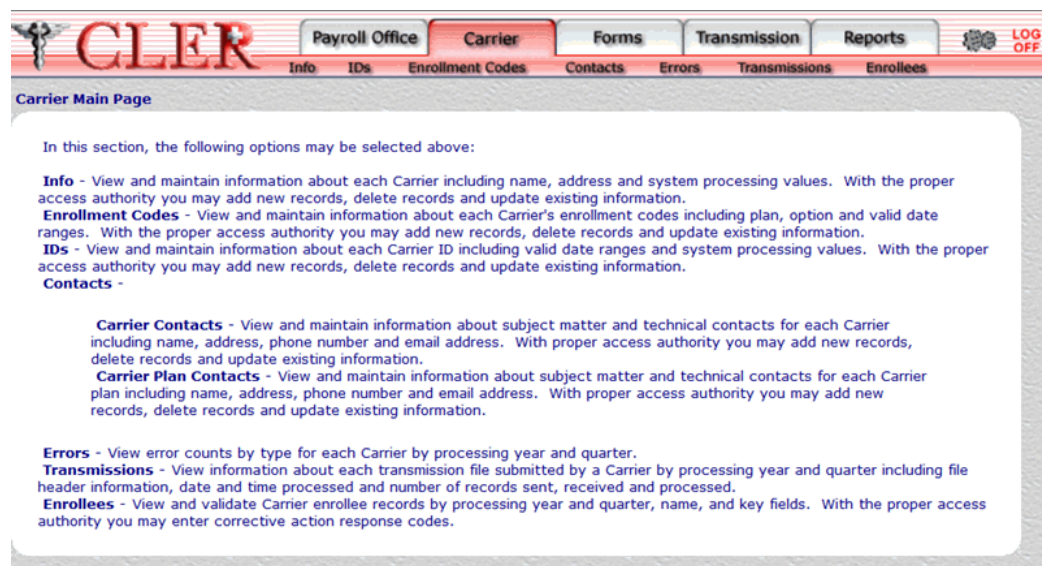 CLER
Payroll Office Carrier Forms Transmission Reports LOG
OFF
Info IDs Enrollment Codes Contacts Errors Transmissions Enrollees
Carrier Main Page
In this section, the following options may be selected above:
Info - View and maintain information about each Carrier including name, address and system processing values. With the proper
access authority you may add new records, delete records and update existing information.
Enrollment Codes - View and maintain information about each Carrier's enrollment codes including plan, option and valid date
ranges. With the proper access authority you may add new records, delete records and update existing information.
IDs - View and maintain information about each Carrier ID including valid date ranges and system processing values. With the proper
access authority you may add new records, delete records and update existing information.
Contacts -
Carrier Contacts - View and maintain information about subject matter and technical contacts for each Carrier
including name, address, phone number and email address. With proper access authority you may add new records,
delete records and update existing information.
Carrier Plan Contacts - View and maintain information about subject matter and technical contacts for each Carrier
plan including name, address, phone number and email address. With proper access authority you may add new
records, delete records and update existing information.
Errors - View error counts by type for each Carrier by processing year and quarter.
Transmissions - View information about each transmission file submitted by a Carrier by processing year and quarter including file
header information, date and time processed and number of records sent, received and processed.
Enrollees - View and validate Carrier enrollee records by processing year and quarter, name, and key fields. With the proper access
authority you may enter corrective action response codes.